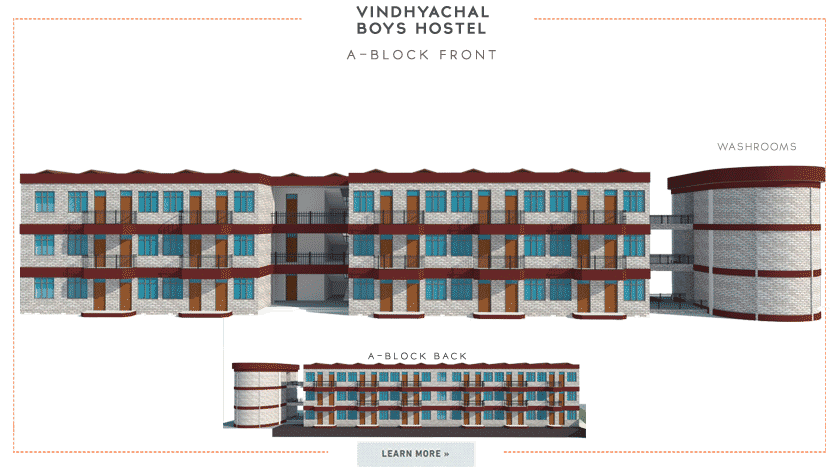 VINDHYACHAL
BOYS HOSTEL
A-BLOCK FRONT
WASHROOMS
A-BLOCK BACK
LEARN MORE »